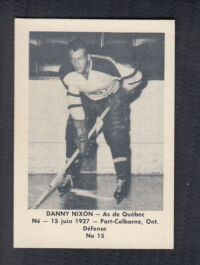 DANNY NIXON — As de Québec
Né — 15 juin 1927 — Port-Colborne, Ont.
Défense
No 15